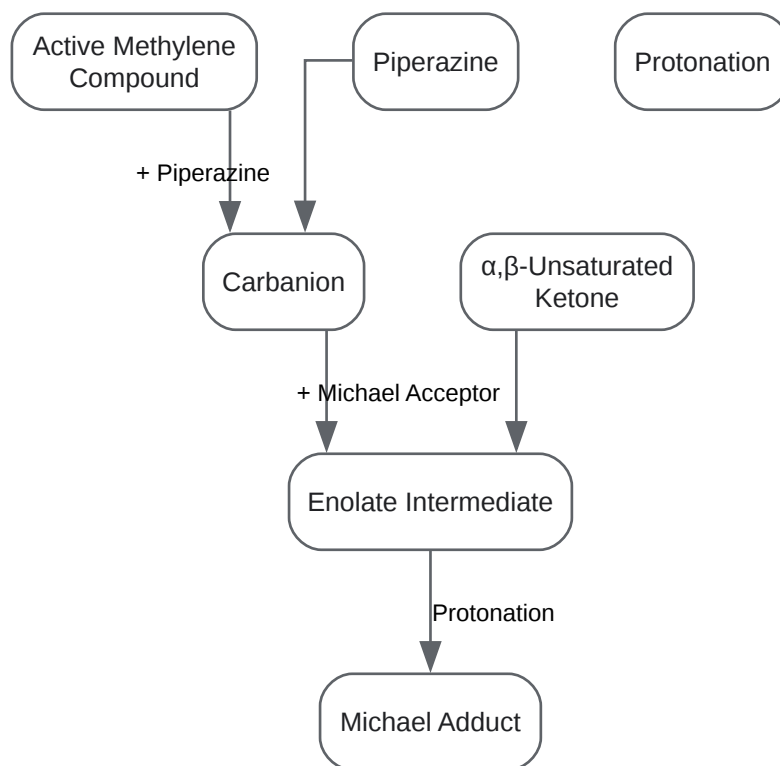 Active Methylene
Compound
Piperazine
Protonation
+ Piperazine
Carbanion
α,β-Unsaturated
Ketone
+ Michael Acceptor
Enolate Intermediate
Protonation
Michael Adduct